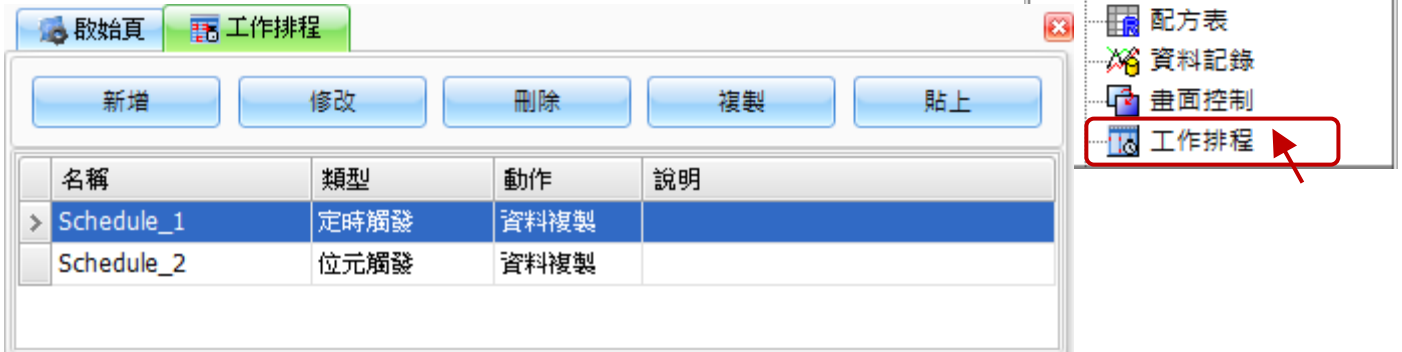 啟始頁 工作排程
新增 修改 刪除 複製 貼上
名稱 類型 動作 說明
Schedule_1 定時觸發 資料複製
Schedule_2 位元觸發 資料複製
配方表
資料記錄
畫面控制
工作排程